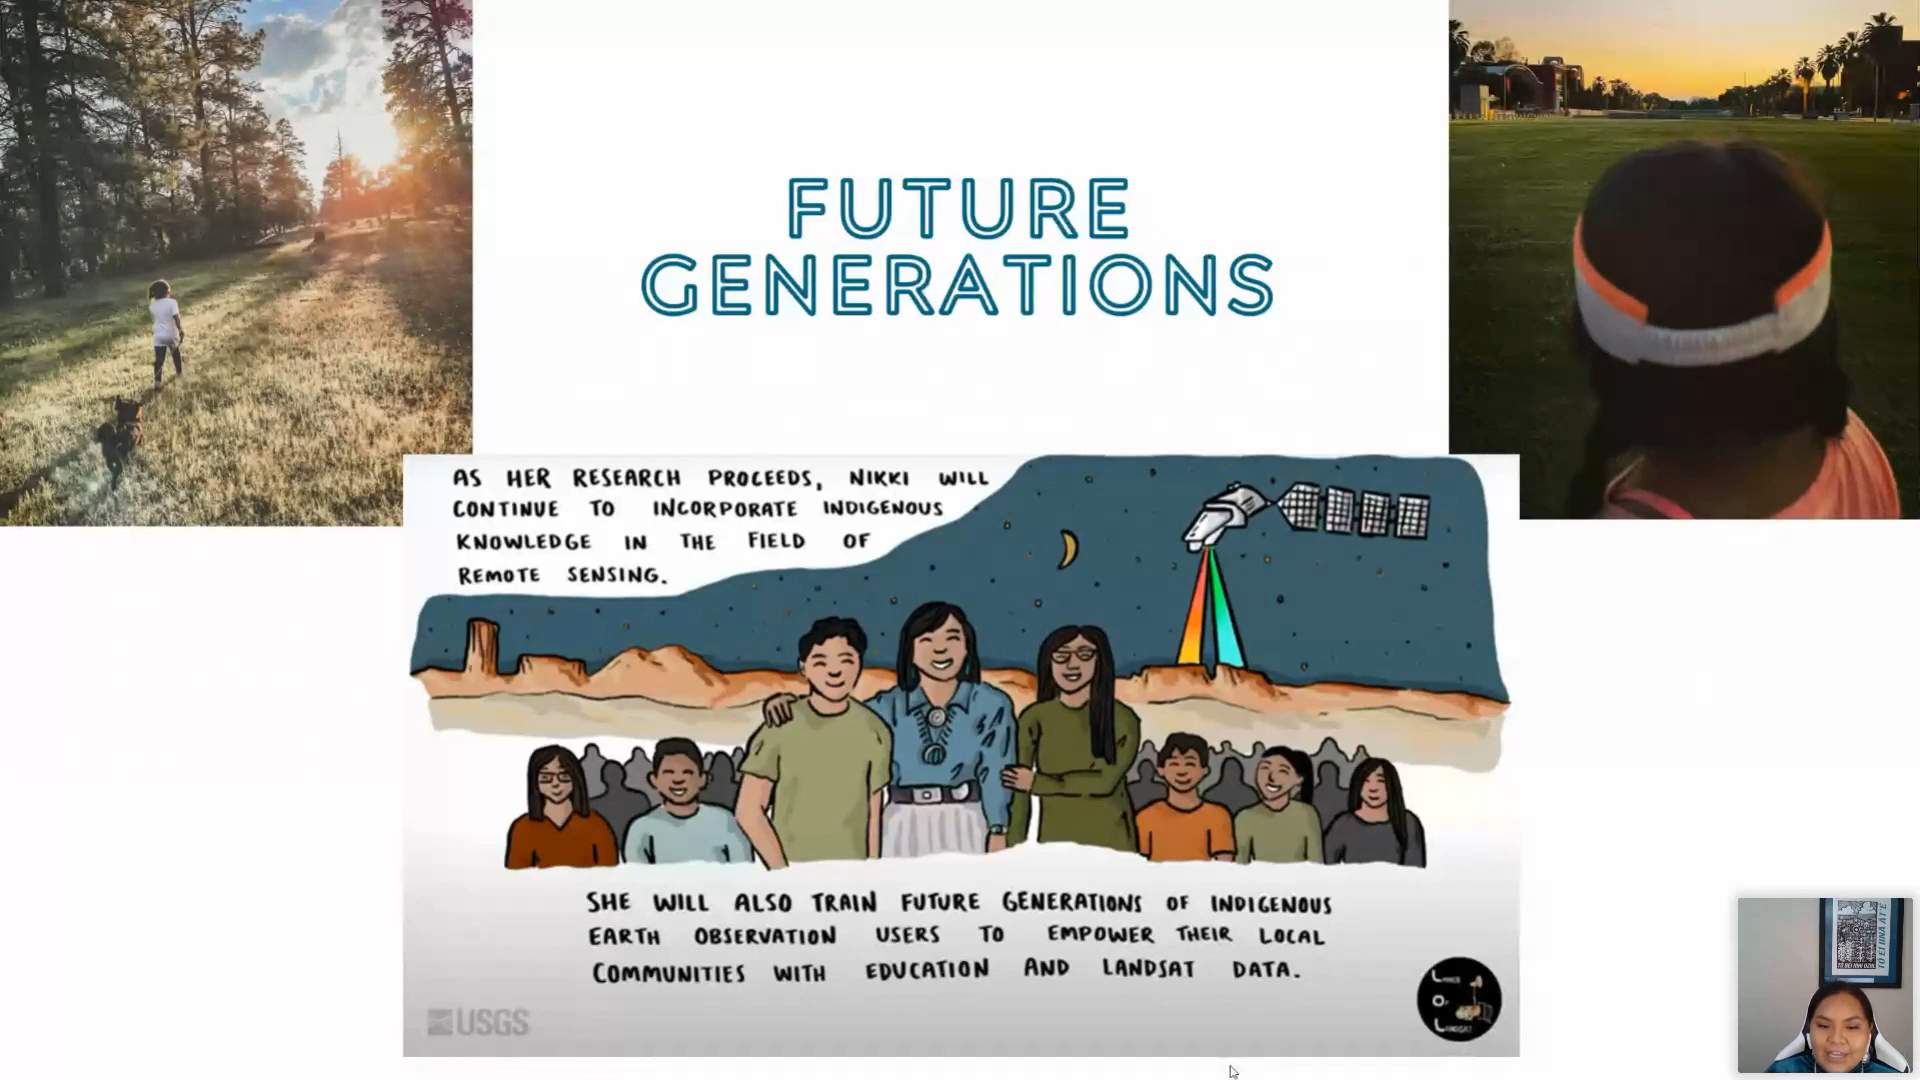 FUTURE
GENERATIONS
AS HER RESEARCH PROCEEDS, NIKKI WILL
CONTINUE TO INCORPORATE INDIGENOUS
KNOWLEDGE IN THE FIELD OF
REMOTE SENSING.
SHE WILL ALSO TRAIN FUTURE GENERATIONS OF INDIGENOUS
EARTH OBSERVATION USERS TO EMPOWER THEIR LOCAL
COMMUNITIES WITH EDUCATION AND LANDSAT DATA.
USGS
Of
Landsat